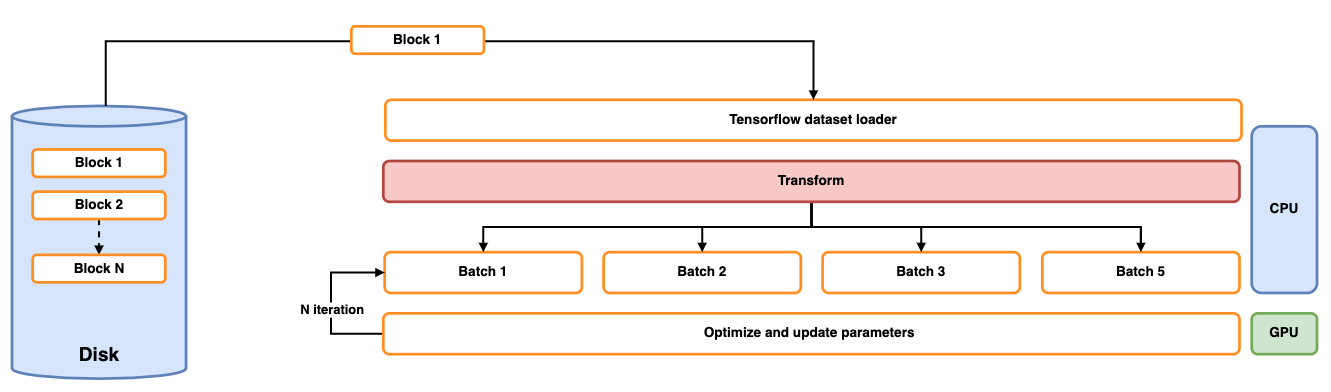 Block 1
Tensorflow dataset loader
Block 1
Transform
Block 2
CPU
Block N
Batch 1
Batch 2
Batch 3
Batch 5
N iteration
Optimize and update parameters
GPU
Disk